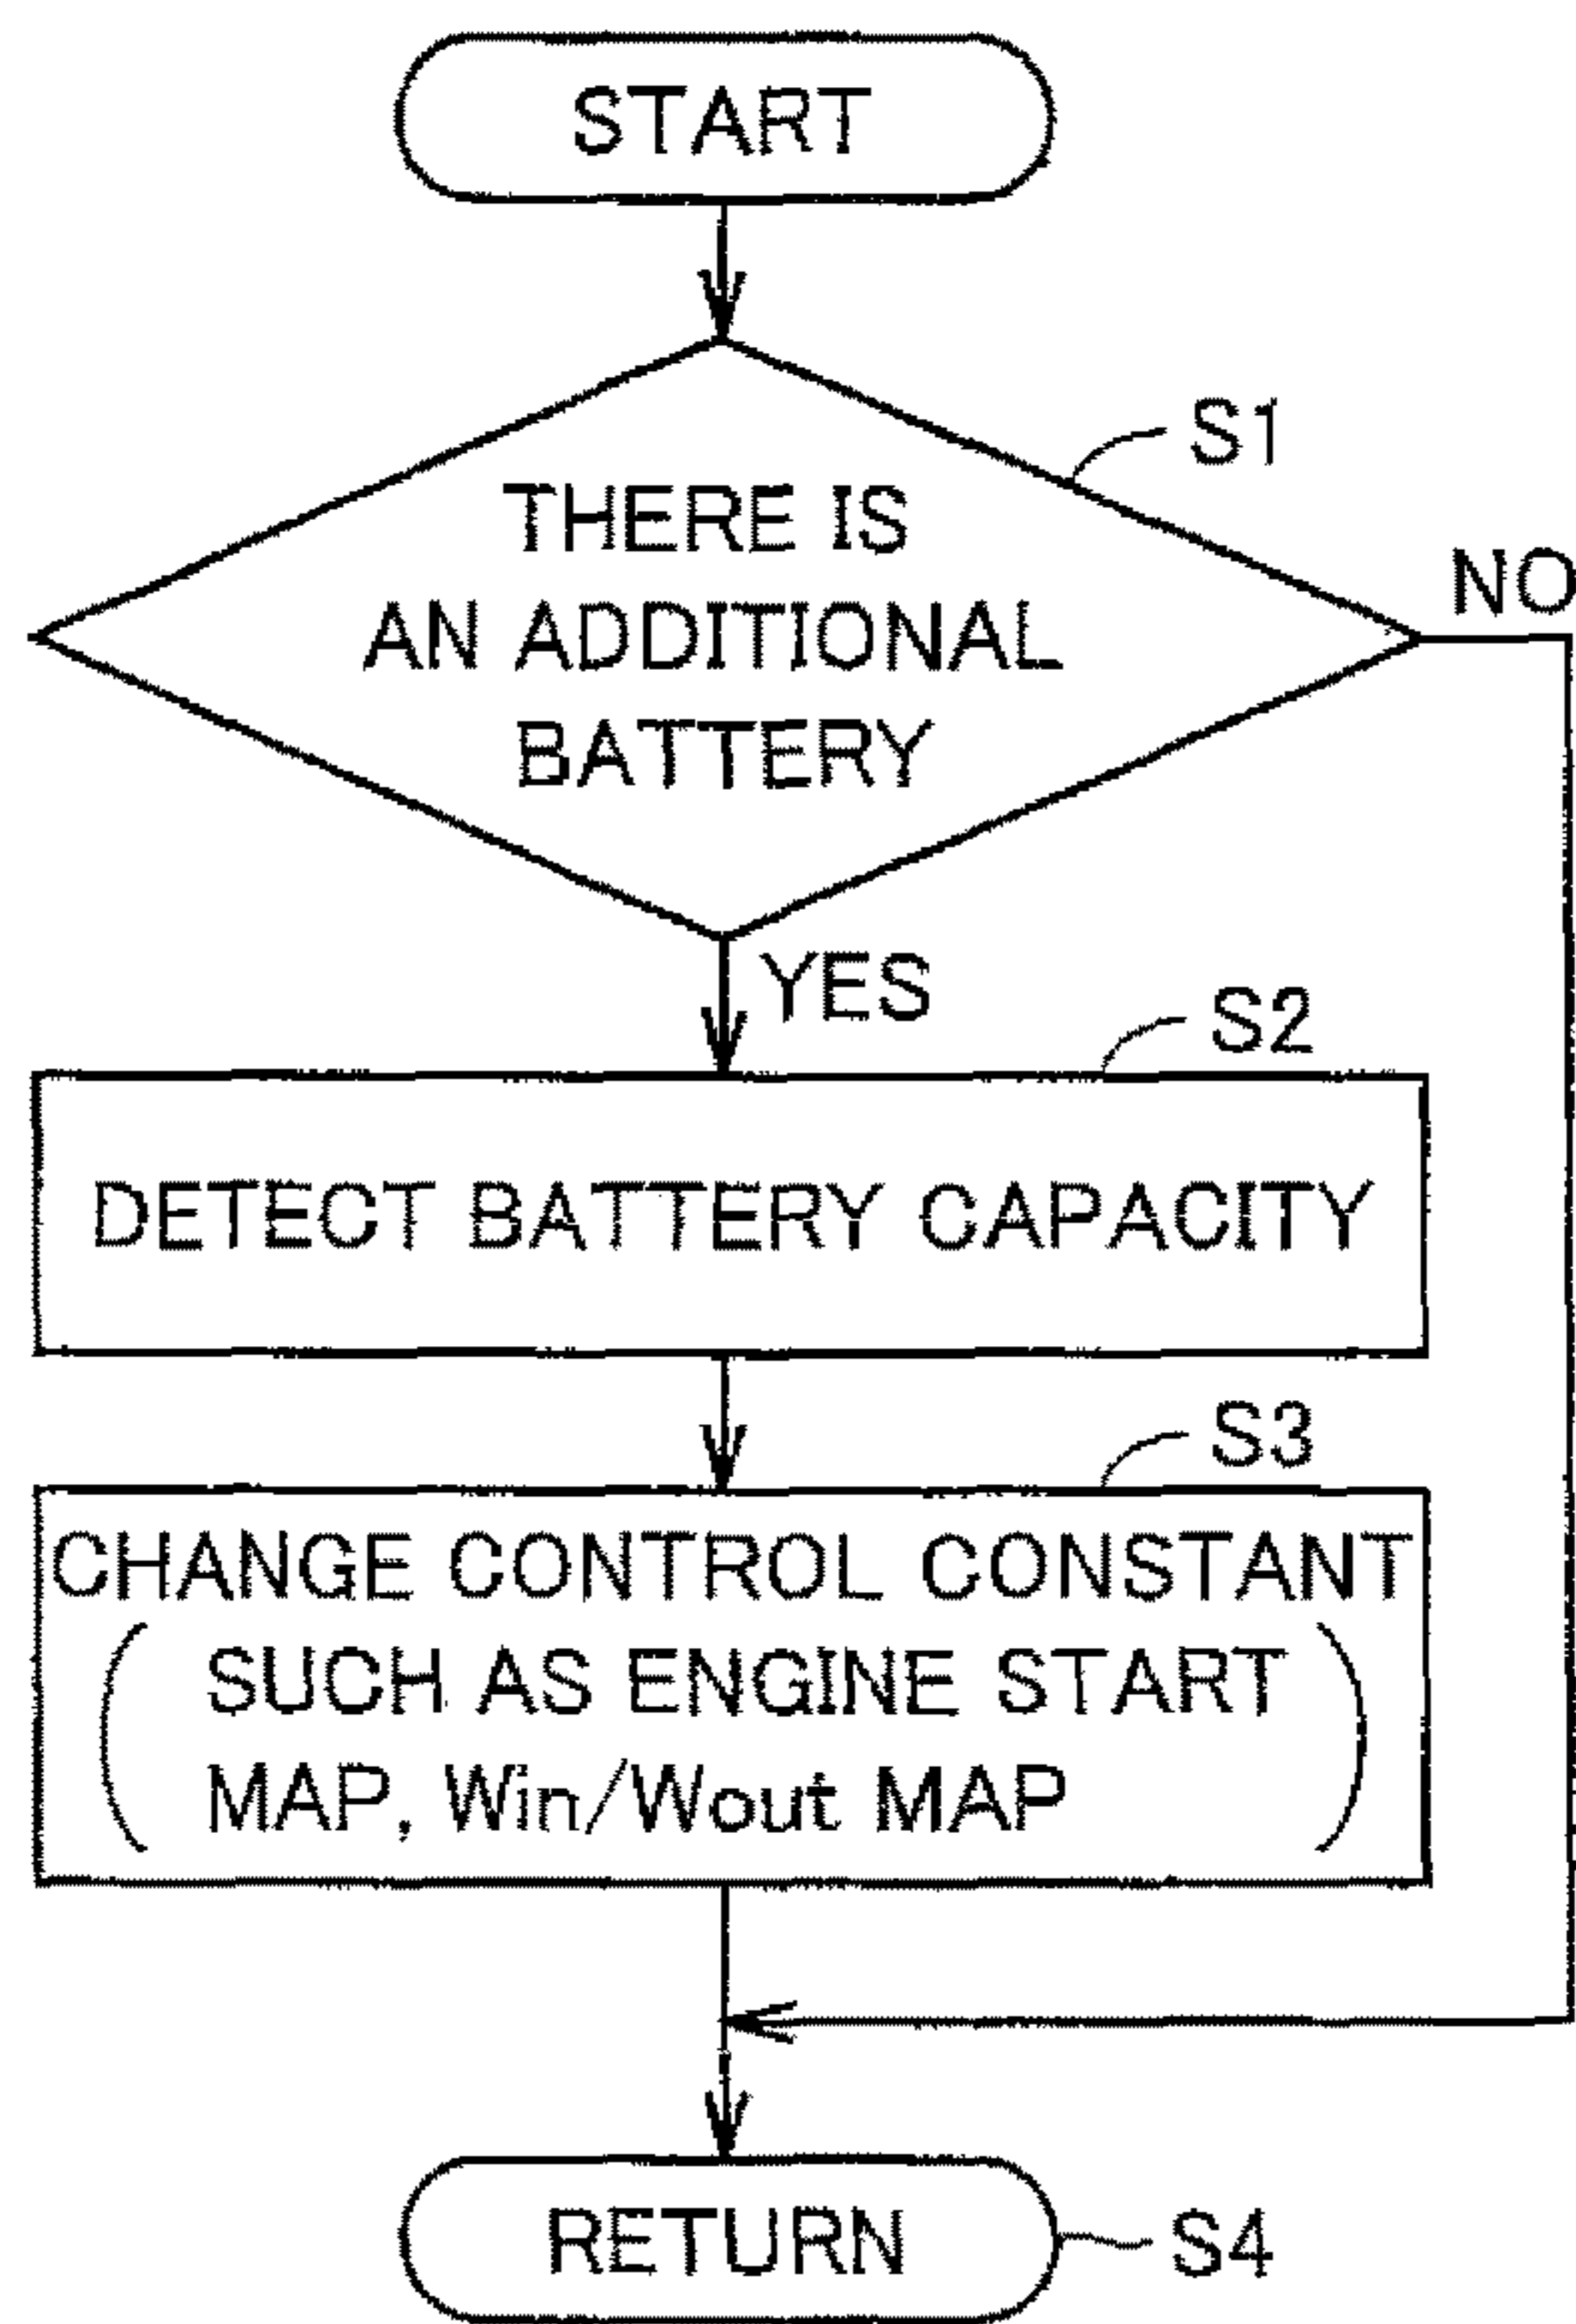 START
S1
THERE IS
AN ADDITIONAL
BATTERY
NO
YES
S2
DETECT BATTERY CAPACITY
S3
CHANGE CONTROL CONSTANT
SUCH AS ENGINE START
MAP, Win/Wout MAP
RETURN
S4